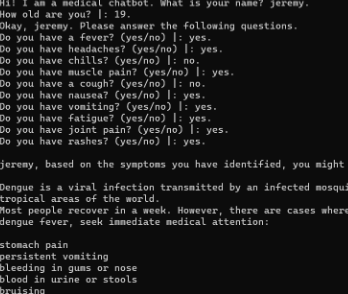 Hi! I am a medical chatbot. What is your name? jeremy.
How old are you? |: 19.
Okay, jeremy. Please answer the following questions.
Do you have a fever? (yes/no) |: yes.
Do you have headaches? (yes/no) |: yes.
Do you have chills? (yes/no) |: no.
Do you have muscle pain? (yes/no) |: yes.
Do you have a cough? (yes/no) |: no.
Do you have nausea? (yes/no) |: yes.
Do you have vomiting? (yes/no) |: yes.
Do you have fatigue? (yes/no) |: yes.
Do you have joint pain? (yes/no) |: yes.
Do you have rashes? (yes/no) |: yes.
jeremy, based on the symptoms you have identified, you might
Dengue is a viral infection transmitted by an infected mosqui
tropical areas of the world.
Most people recover in a week. However, there are cases where
dengue fever, seek immediate medical attention:
stomach pain
persistent vomiting
bleeding in gums or nose
blood in urine or stools
bruising